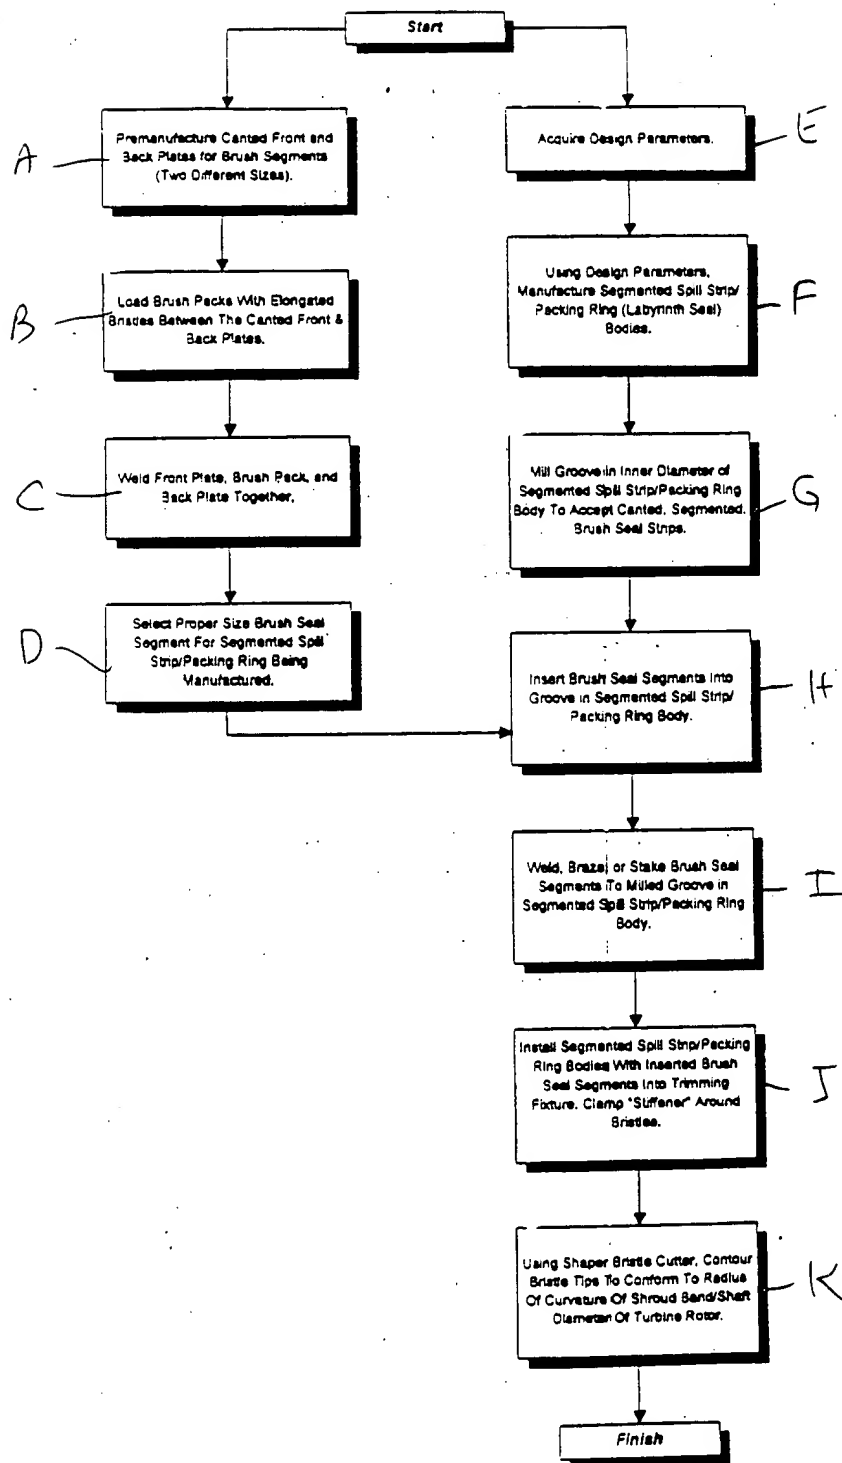 Start
A
Premanufacture Canted Front and
Back Plates for Brush Segments
(Two Different Sizes).
E
Acquire Design Parameters.
B
Load Brush Packs With Elongated
Bristles Between The Canted Front &
Back Plates.
F
Using Design Parameters,
Manufacture Segmented Spill Strip/
Packing Ring (Labyrinth Seal)
Bodies.
C
Weld Front Plate, Brush Pack, and
Back Plate Together.
G
Mill Groove in Inner Diameter of
Segmented Spill Strip/Packing Ring
Body To Accept Canted, Segmented,
Brush Seal Strips.
D
Select Proper Size Brush Seal
Segment For Segmented Spill
Strip/Packing Ring Being
Manufactured.
H
Insert Brush Seal Segments Into
Groove in Segmented Spill Strip/
Packing Ring Body.
I
Weld, Braze, or Stake Brush Seal
Segments To Milled Groove in
Segmented Spill Strip/Packing Ring
Body.
J
Install Segmented Spill Strip/Packing
Ring Bodies With Inserted Brush
Seal Segments Into Trimming
Fixture. Clamp "Stiffener" Around
Bristles.
K
Using Shaper Bristle Cutter, Contour
Bristle Tips To Conform To Radius
Of Curvature Of Shroud Band/Shaft
Diameter Of Turbine Rotor.
Finish